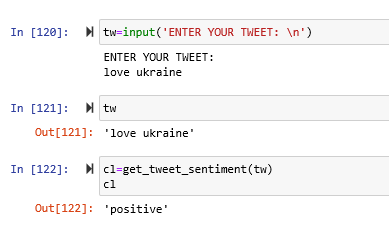 In [120]: tw=input('ENTER YOUR TWEET: \n')
ENTER YOUR TWEET:
love ukraine
In [121]: tw
Out[121]: 'love ukraine'
In [122]: cl=get_tweet_sentiment(tw)
cl
Out[122]: 'positive'